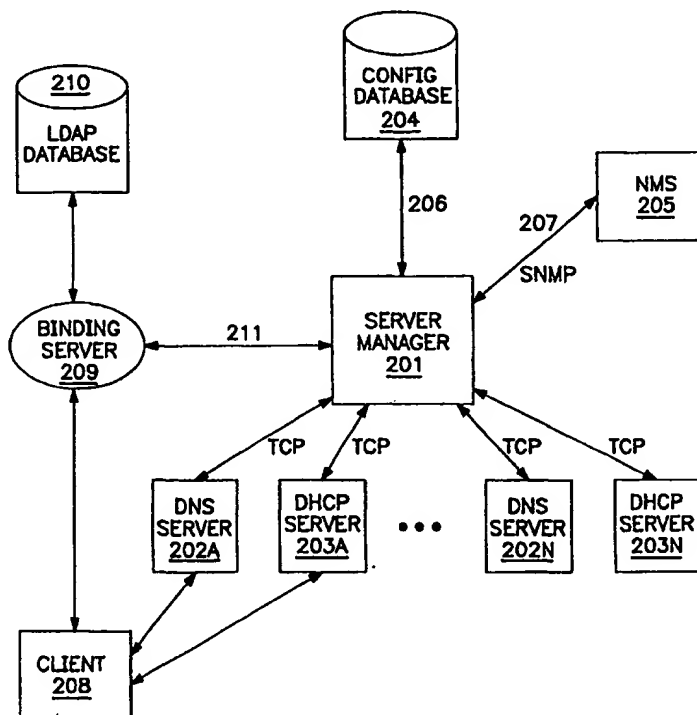 210
LDAP
DATABASE
CONFIG
DATABASE
204
NMS
205
206
207
SNMP
BINDING
SERVER
209
211
SERVER
MANAGER
201
TCP
TCP
TCP
TCP
DNS
SERVER
202A
DHCP
SERVER
203A
•••
DNS
SERVER
202N
DHCP
SERVER
203N
CLIENT
208